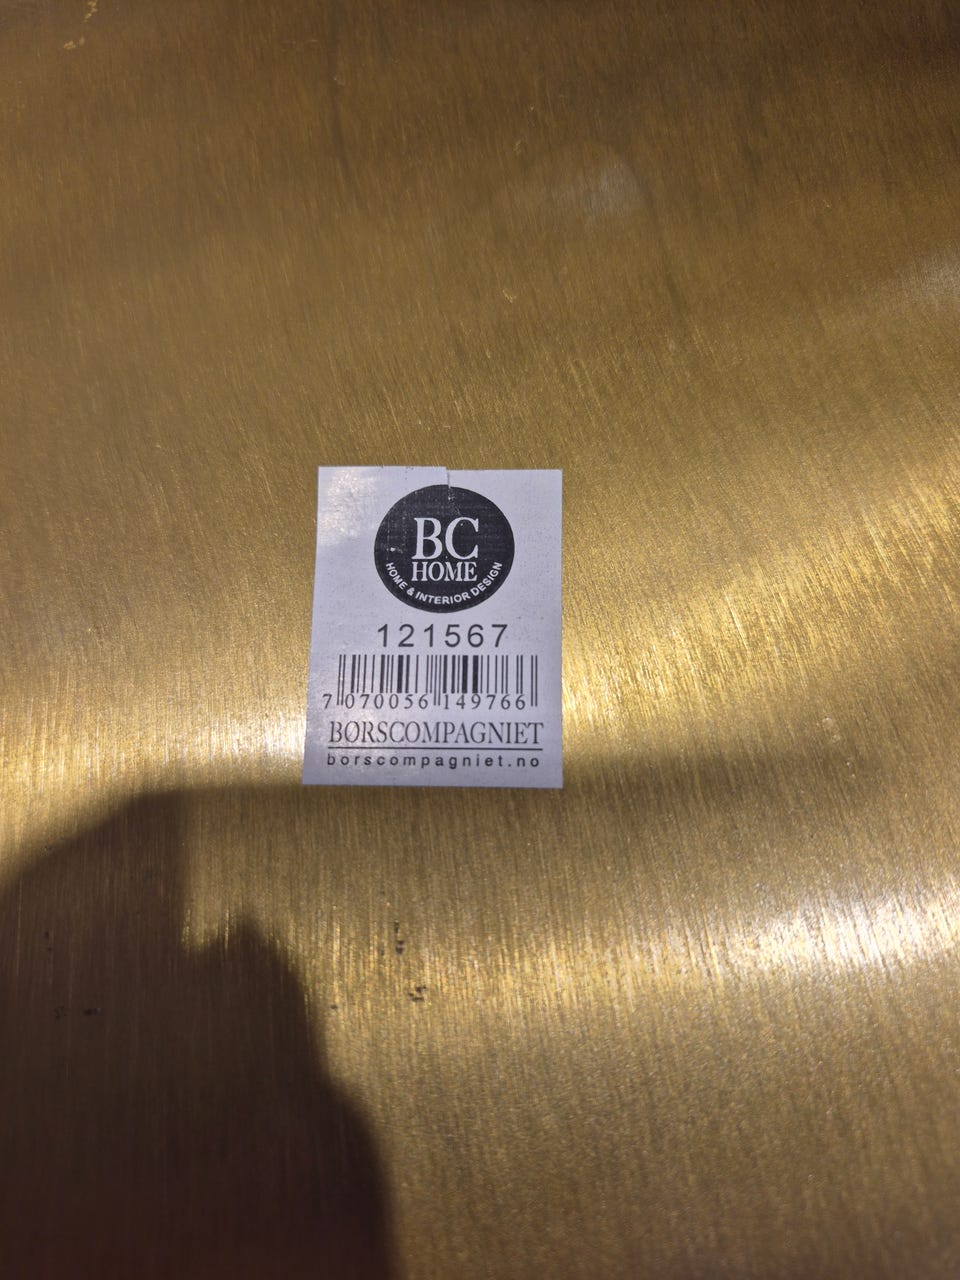 BC
HOME
HOME & INTERIOR DESIGN
121567
7 070056 149766
BORSCOMPAGNIET
borscompagniet.no